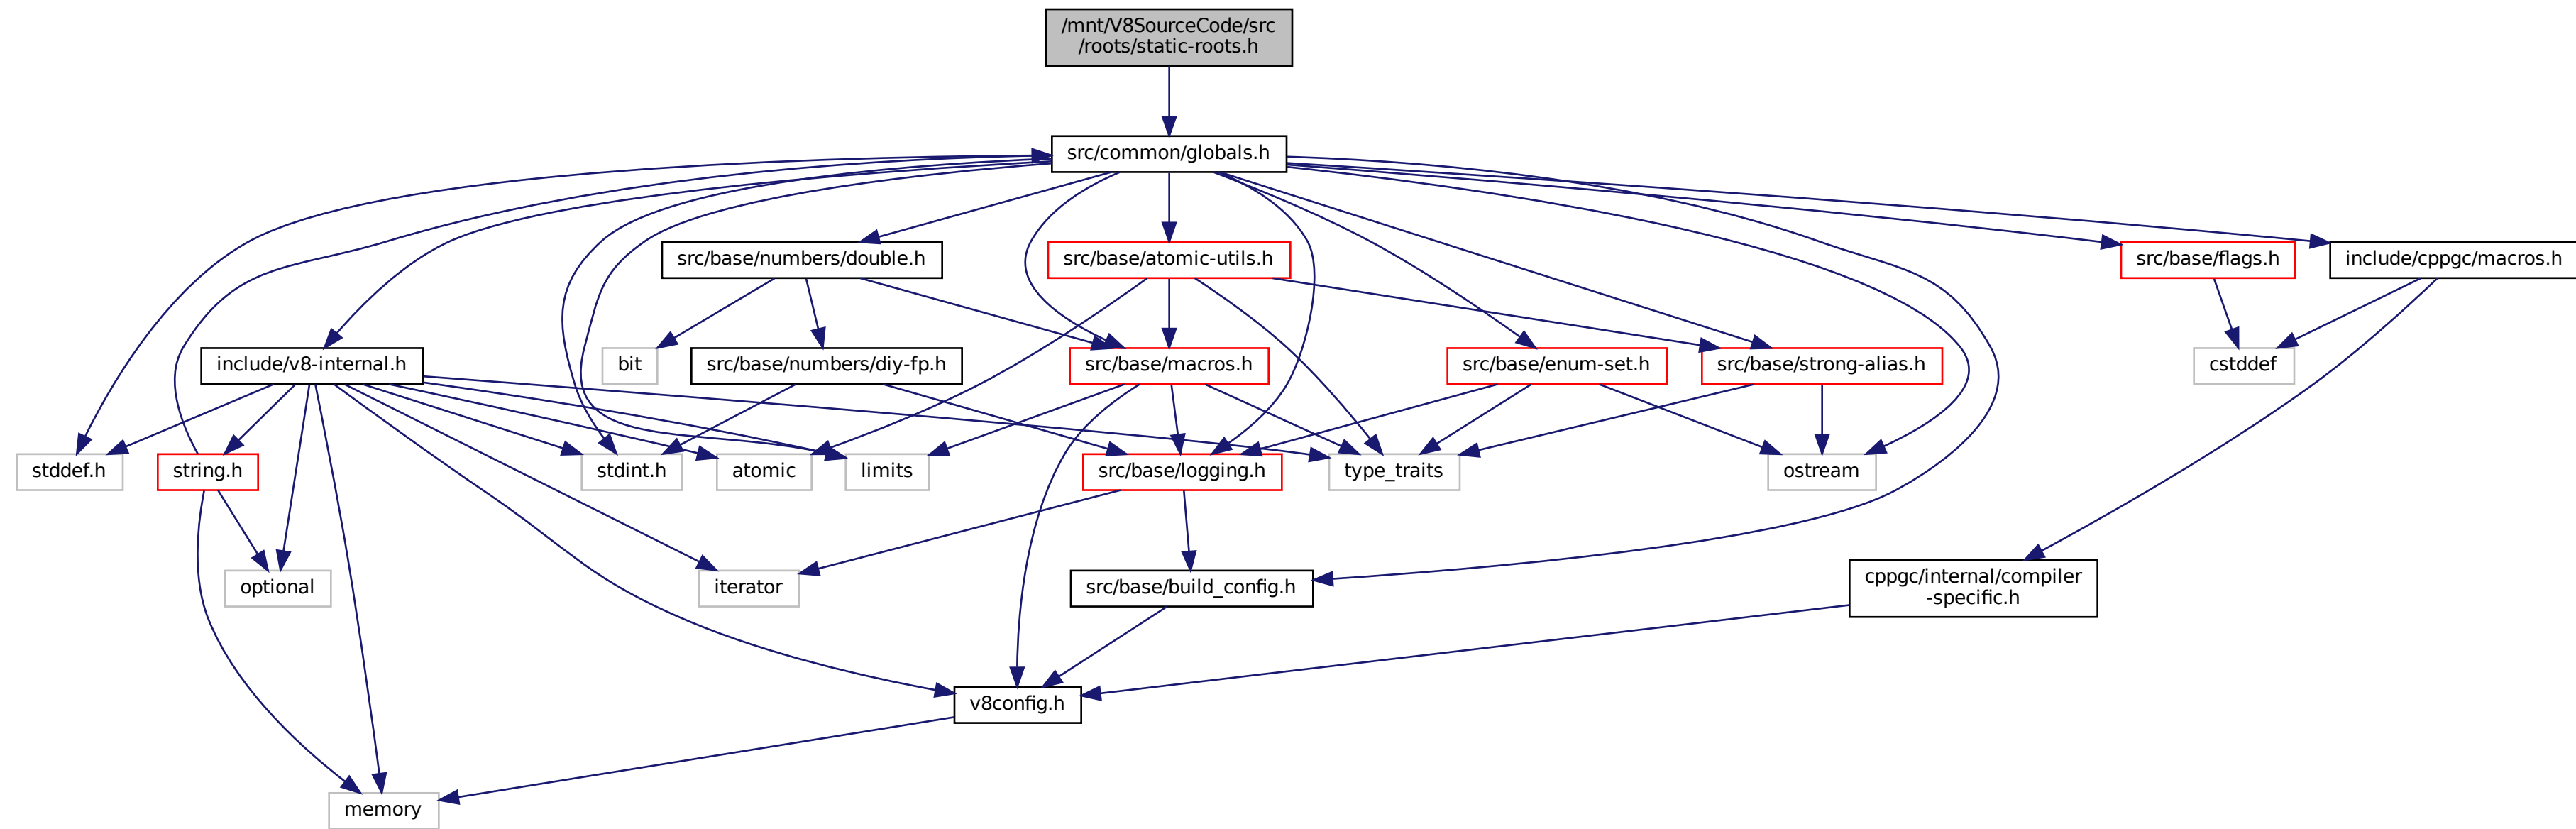 /mnt/V8SourceCode/src
/roots/static-roots.h
src/common/globals.h
src/base/numbers/double.h
src/base/atomic-utils.h
src/base/flags.h
include/cppgc/macros.h
include/v8-internal.h
bit
src/base/numbers/diy-fp.h
src/base/macros.h
src/base/enum-set.h
src/base/strong-alias.h
cstddef
stddef.h
string.h
stdint.h
atomic
limits
src/base/logging.h
type_traits
ostream
optional
iterator
src/base/build_config.h
cppgc/internal/compiler
-specific.h
v8config.h
memory